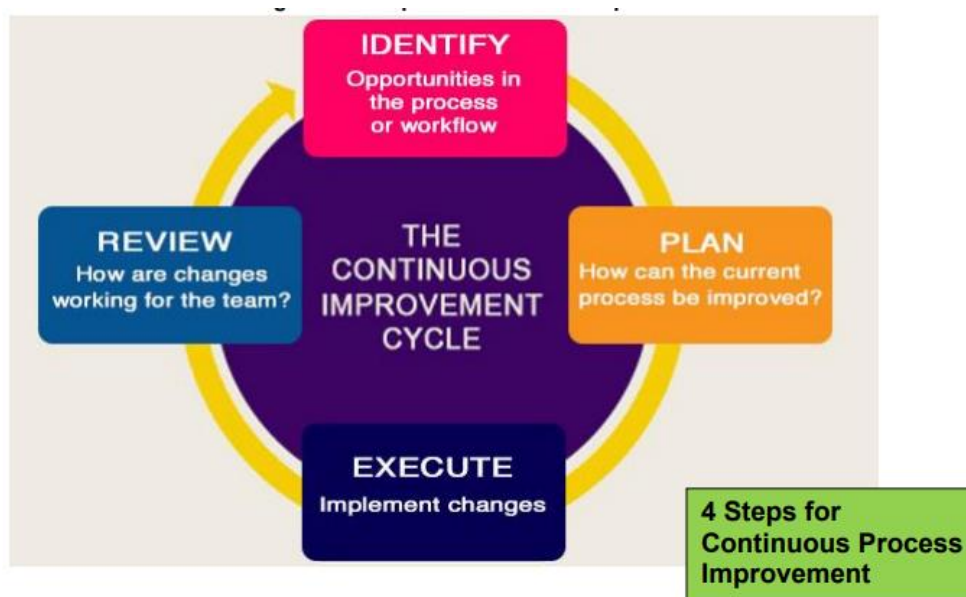 IDENTIFY
Opportunities in
the process
or workflow
REVIEW
How are changes
working for the team?
THE
CONTINUOUS
IMPROVEMENT
CYCLE
PLAN
How can the current
process be improved?
EXECUTE
Implement changes
4 Steps for
Continuous Process
Improvement